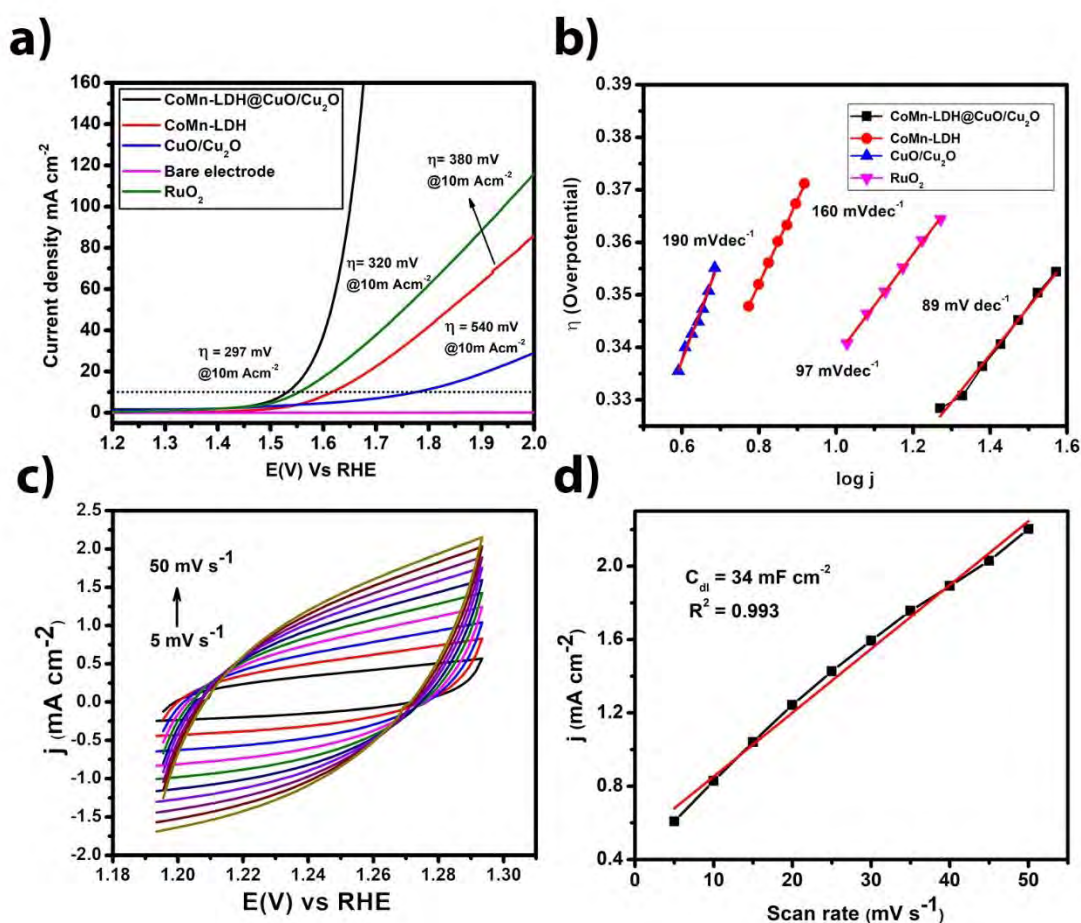 a)
160
140
120
100
80
60
40
20
0
Current density mA cm-2
CoMn-LDH@CuO/Cu2O
CoMn-LDH
CuO/Cu2O
Bare electrode
RuO2
η= 380 mV
@10m Acm-2
η= 320 mV
@10m Acm-2
η = 297 mV
@10m Acm-2
η = 540 mV
@10m Acm-2
1.2 1.3 1.4 1.5 1.6 1.7 1.8 1.9 2.0
E(V) Vs RHE
b)
0.39
0.38
0.37
0.36
0.35
0.34
0.33
η (Overpotential)
CoMn-LDH@CuO/Cu2O
CoMn-LDH
CuO/Cu2O
RuO2
190 mVdec-1
160 mVdec-1
89 mV dec-1
97 mVdec-1
0.6 0.8 1.0 1.2 1.4 1.6
log j
c)
2.5
2.0
1.5
1.0
0.5
0.0
-0.5
-1.0
-1.5
-2.0
j (mA cm-2)
50 mV s-1
5 mV s-1
1.18 1.20 1.22 1.24 1.26 1.28 1.30
E(V) vs RHE
d)
2.4
2.0
1.6
1.2
0.8
0.4
j (mA cm-2)
Cdl = 34 mF cm-2
R2 = 0.993
0 10 20 30 40 50
Scan rate (mV s-1)